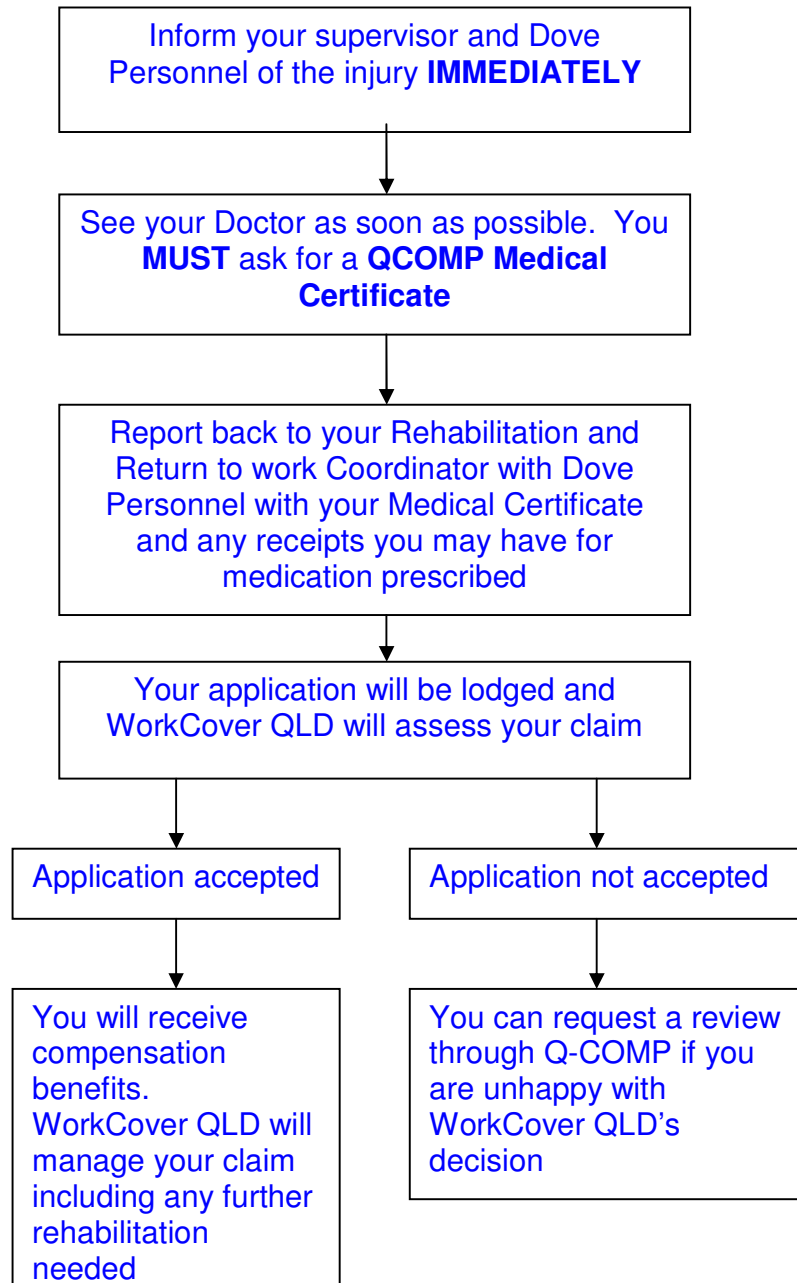 Inform your supervisor and Dove
Personnel of the injury IMMEDIATELY
See your Doctor as soon as possible. You
MUST ask for a QCOMP Medical
Certificate
Report back to your Rehabilitation and
Return to work Coordinator with Dove
Personnel with your Medical Certificate
and any receipts you may have for
medication prescribed
Your application will be lodged and
WorkCover QLD will assess your claim
Application accepted
Application not accepted
You will receive
compensation
benefits.
WorkCover QLD will
manage your claim
including any further
rehabilitation
needed
You can request a review
through Q-COMP if you
are unhappy with
WorkCover QLD's
decision